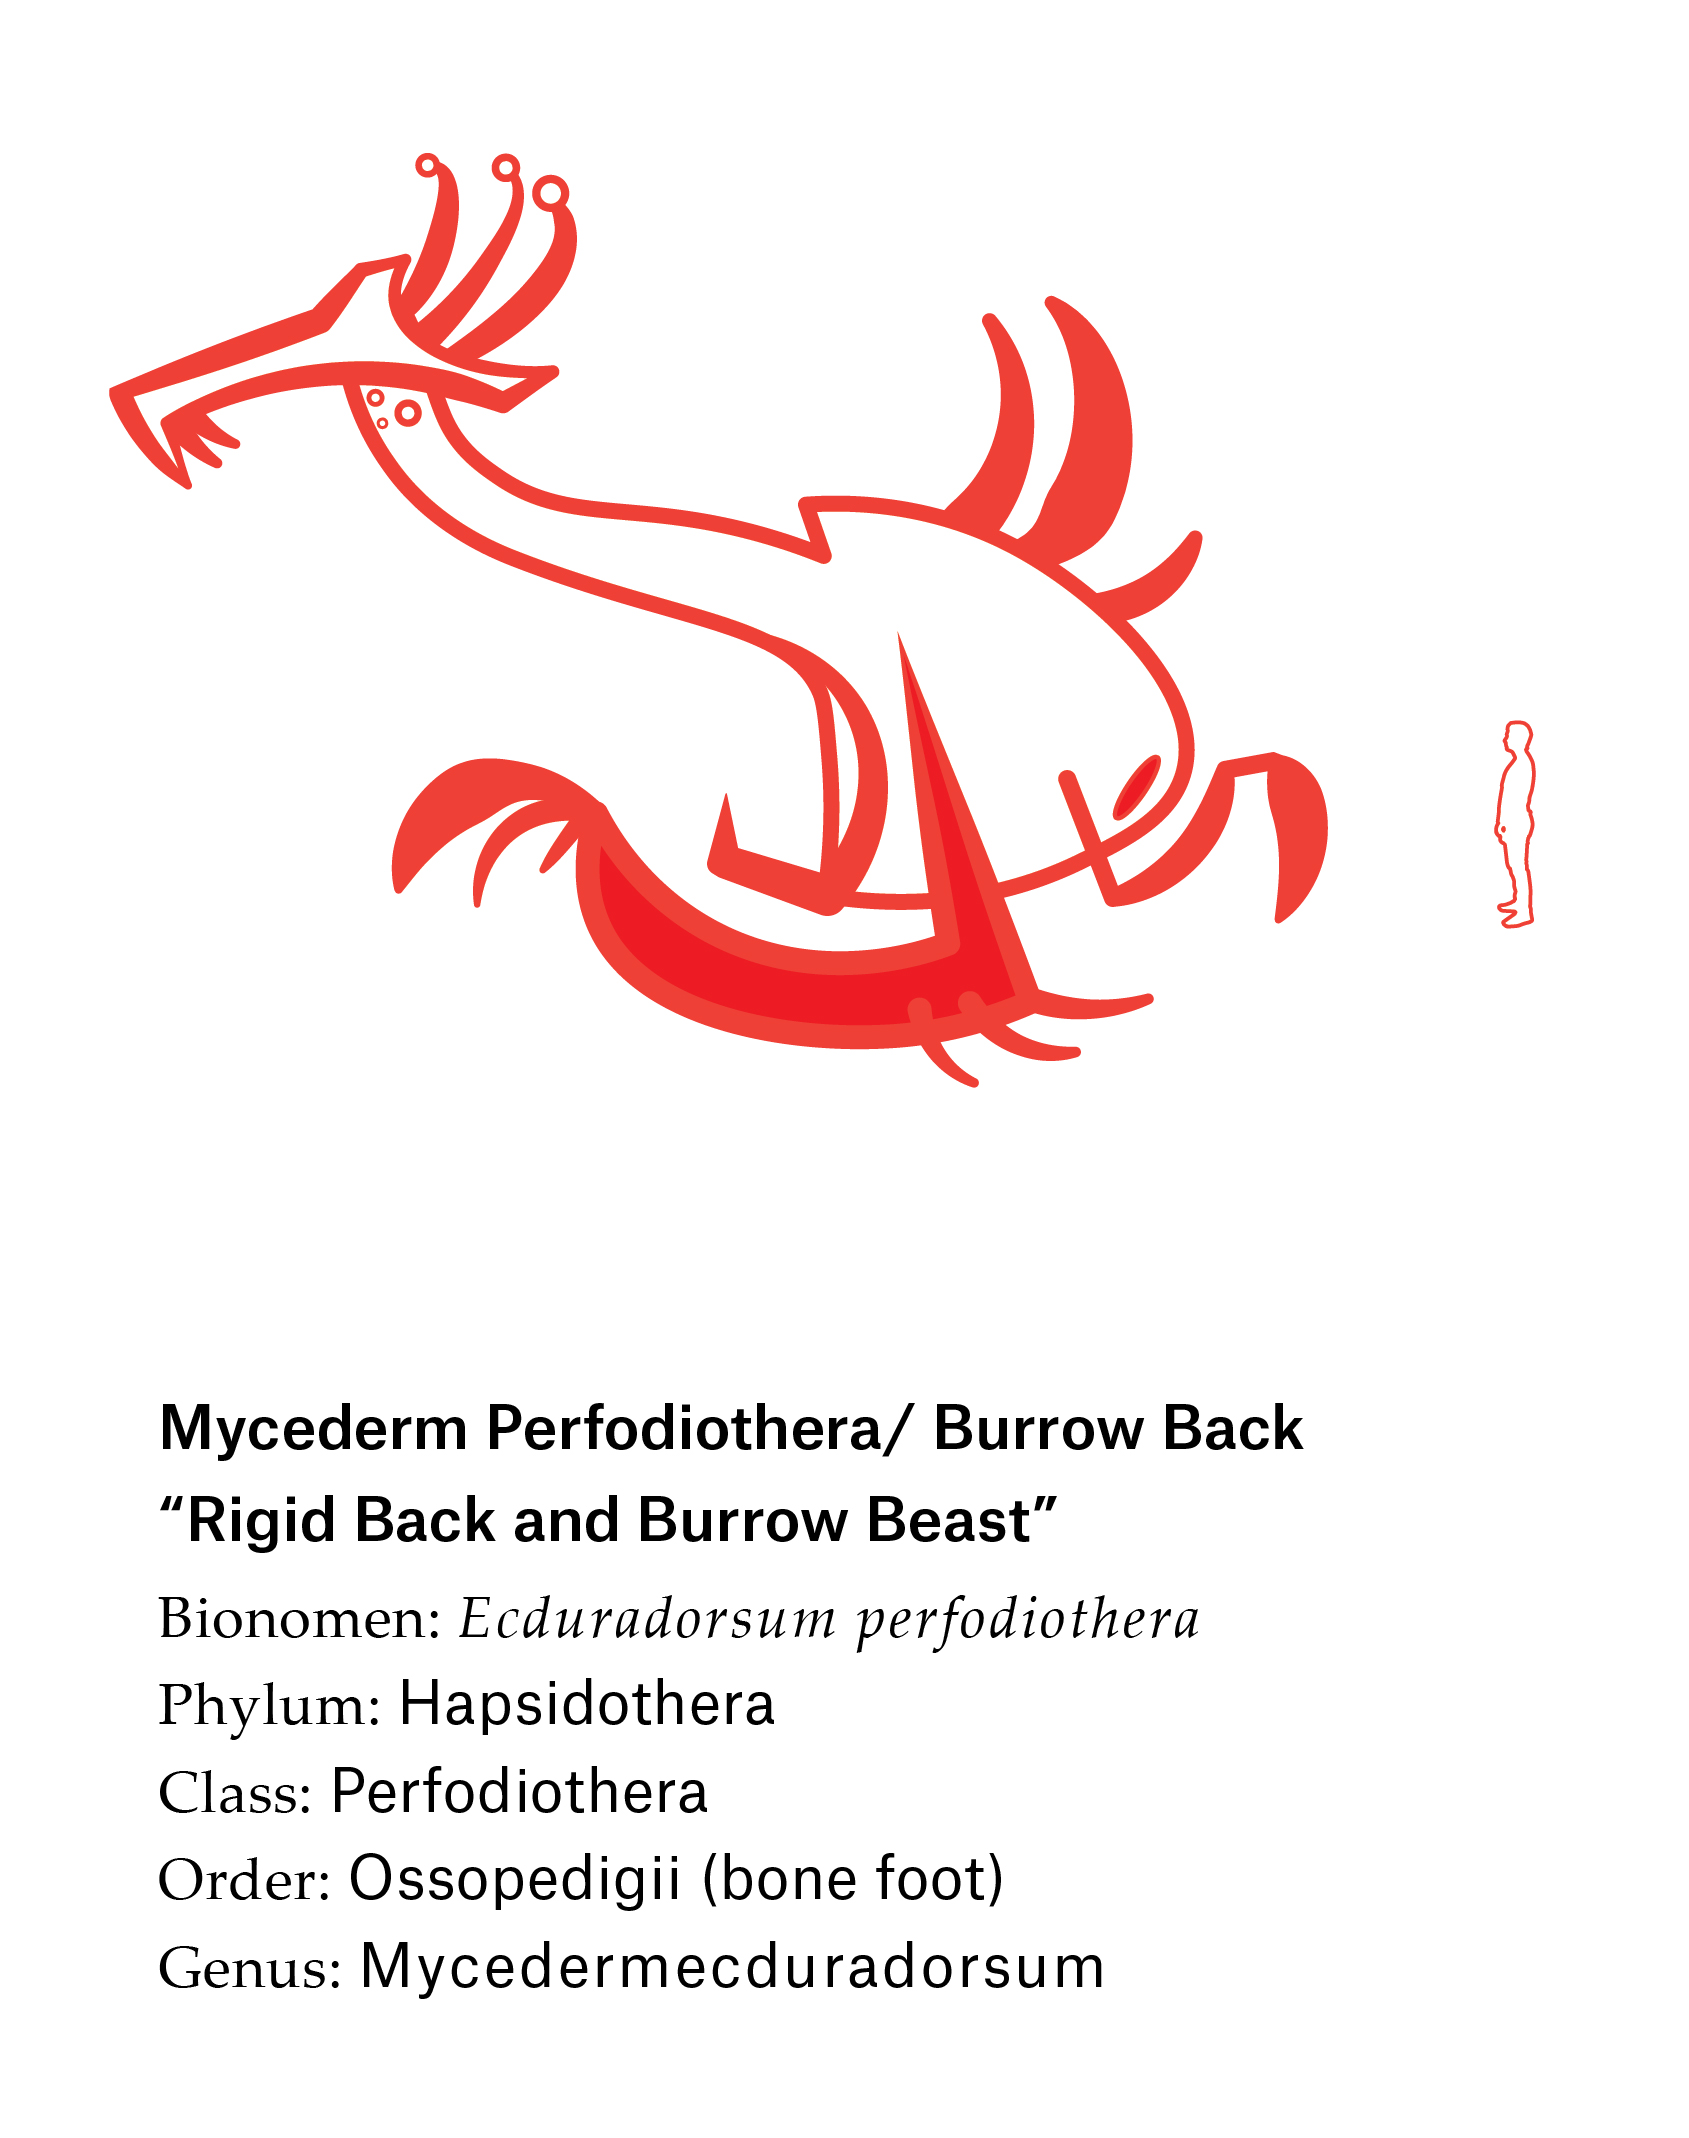 Mycederm Perfodiothera/ Burrow Back
“Rigid Back and Burrow Beast”
Bionomen: Ecduradorsum perfodiothera
Phylum: Hapsidothera
Class: Perfodiothera
Order: Ossopedigii (bone foot)
Genus: Mycedermecduradorsum